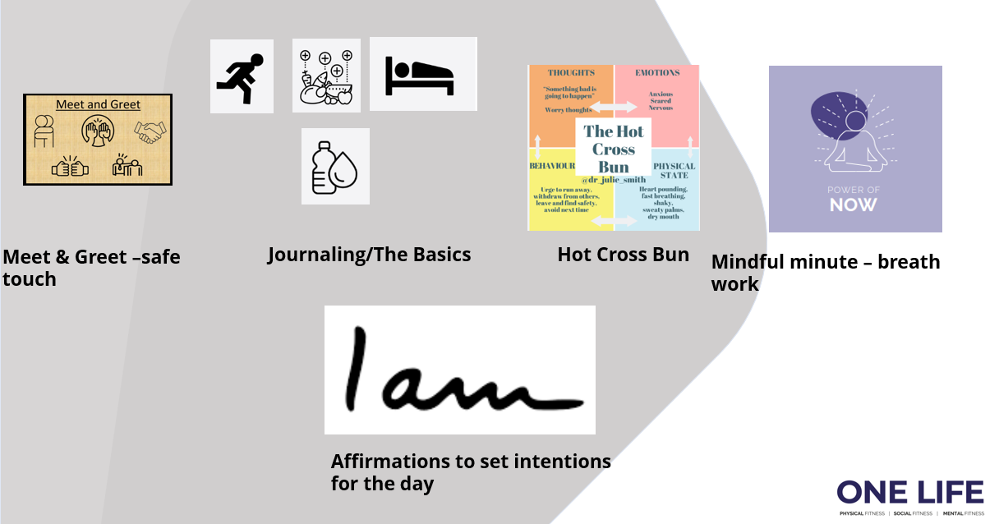 Meet and Greet
Meet & Greet –safe
touch
Journaling/The Basics
THOUGHTS
"Something bad is
going to happen"
Worry thoughts
EMOTIONS
Anxious
Scared
Nervous
The Hot
Cross
Bun
@dr_julie_smith
BEHAVIOUR
Urge to run away,
withdraw from others,
leave and find safety,
avoid next time
PHYSICAL
STATE
Heart pounding,
fast breathing,
shaky,
sweaty palms,
dry mouth
Hot Cross Bun
POWER OF
NOW
Mindful minute – breath
work
I am
Affirmations to set intentions
for the day
ONE LIFE
PHYSICAL FITNESS | SOCIAL FITNESS | MENTAL FITNESS